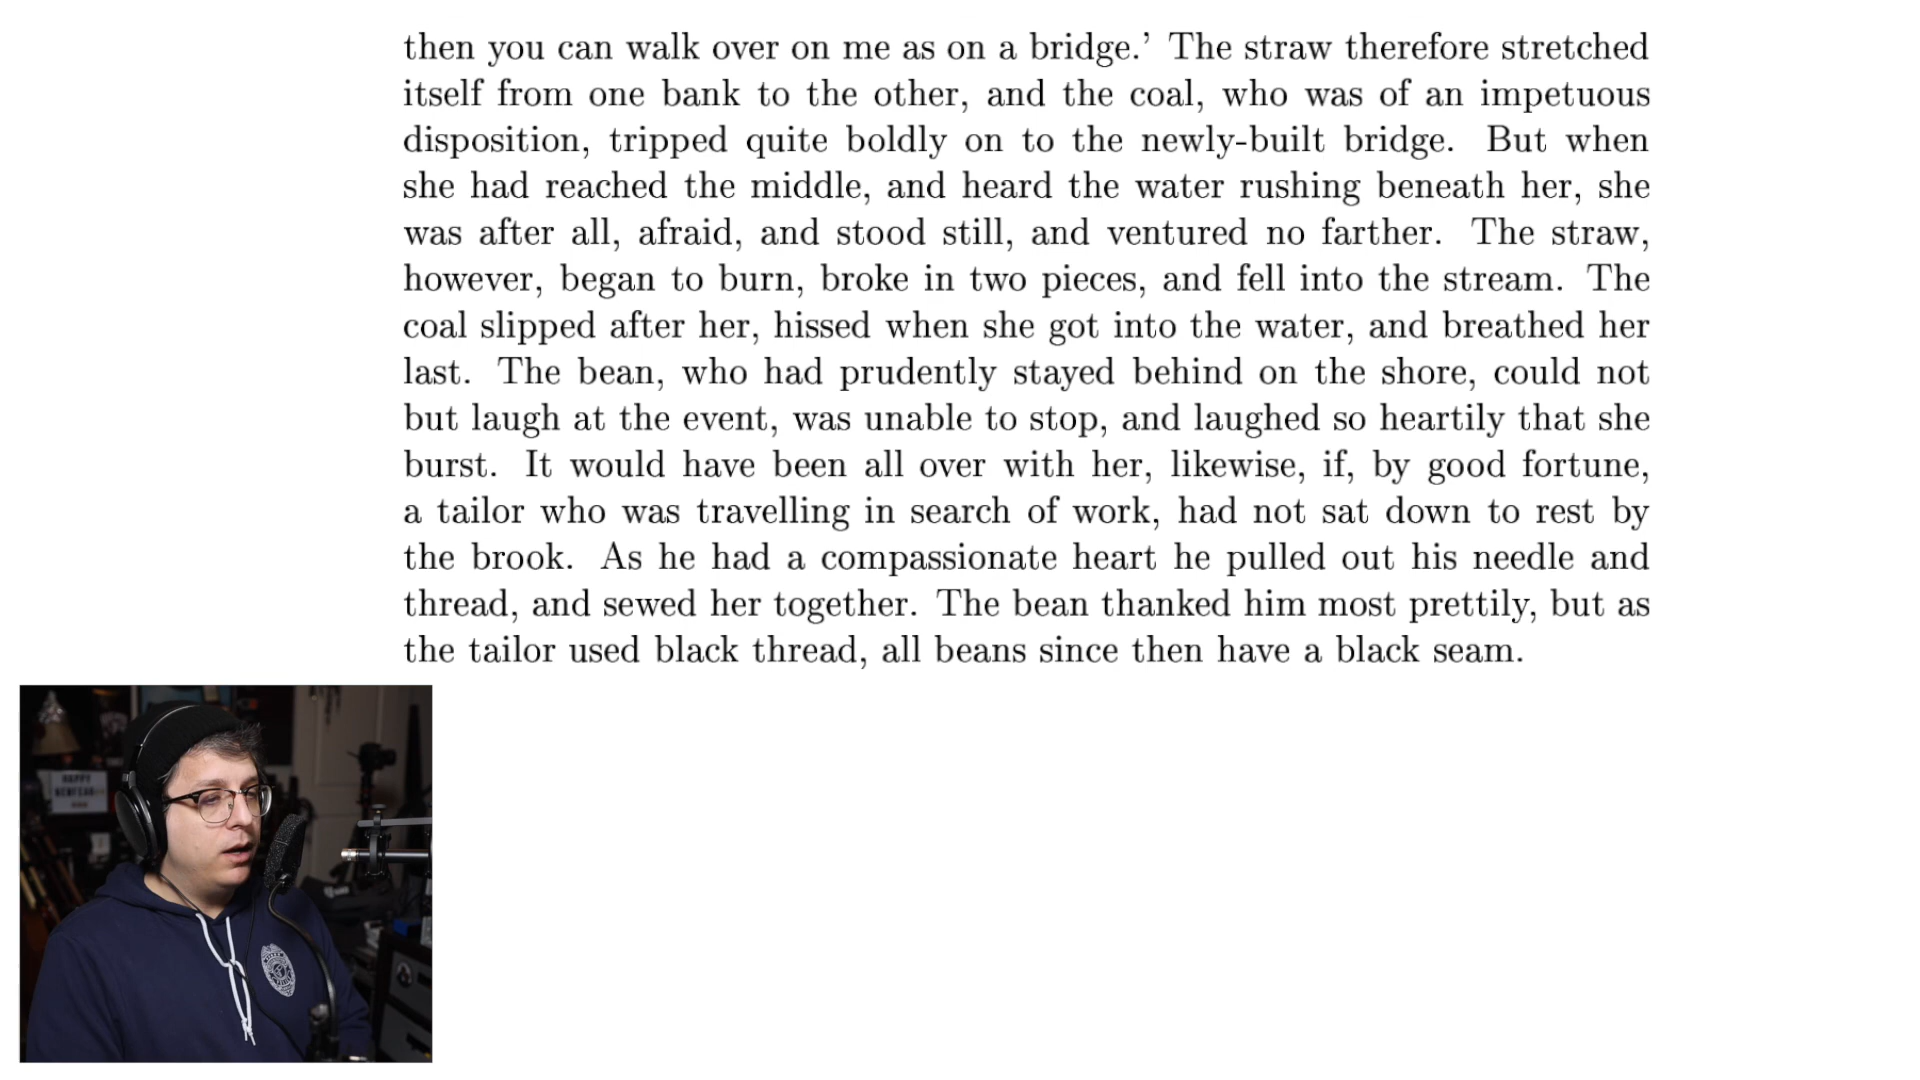 then you can walk over on me as on a bridge.’ The straw therefore stretched
itself from one bank to the other, and the coal, who was of an impetuous
disposition, tripped quite boldly on to the newly-built bridge. But when
she had reached the middle, and heard the water rushing beneath her, she
was after all, afraid, and stood still, and ventured no farther. The straw,
however, began to burn, broke in two pieces, and fell into the stream. The
coal slipped after her, hissed when she got into the water, and breathed her
last. The bean, who had prudently stayed behind on the shore, could not
but laugh at the event, was unable to stop, and laughed so heartily that she
burst. It would have been all over with her, likewise, if, by good fortune,
a tailor who was travelling in search of work, had not sat down to rest by
the brook. As he had a compassionate heart he pulled out his needle and
thread, and sewed her together. The bean thanked him most prettily, but as
the tailor used black thread, all beans since then have a black seam.
HAPPY